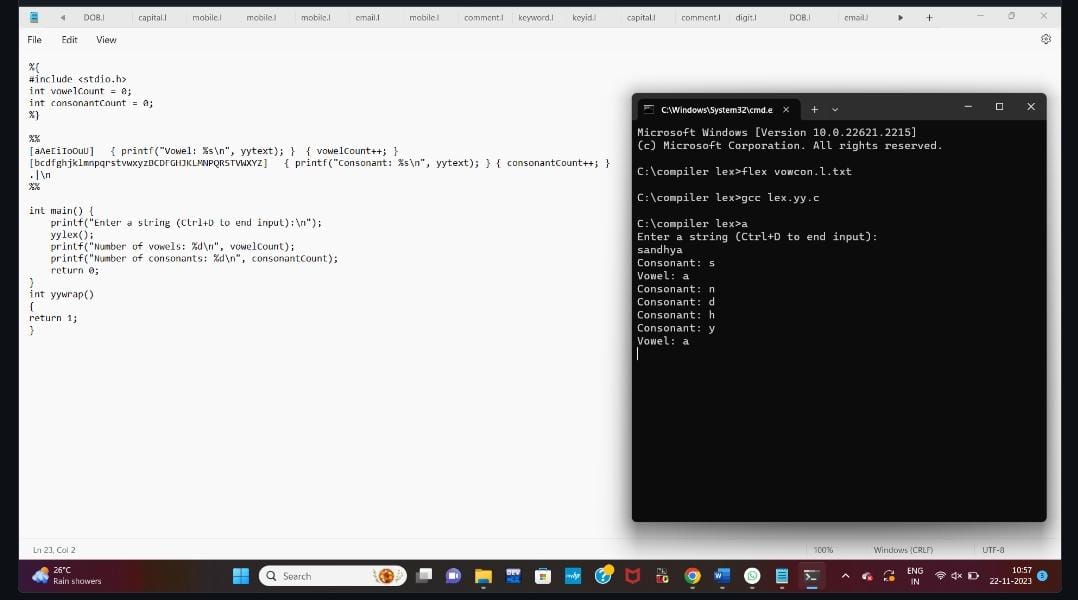 DOB.l capital.l mobile.l mobile.l mobile.l email.l mobile.l comment.l keyword.l keyid.l capital.l comment.l digit.l DOB.l email.l
File Edit View
%{
#include <stdio.h>
int vowelCount = 0;
int consonantCount = 0;
%}
%%
[aAeEiIoOuU] { printf("Vowel: %s\n", yytext); } { vowelCount++; }
[bcdfghjklmnpqrstvwxyzBCDFGHJKLMNPQRSTVWXYZ] { printf("Consonant: %s\n", yytext); } { consonantCount++; }
.|\n
%%
int main() {
printf("Enter a string (Ctrl+D to end input):\n");
yylex();
printf("Number of vowels: %d\n", vowelCount);
printf("Number of consonants: %d\n", consonantCount);
return 0;
}
int yywrap()
{
return 1;
}
C:\Windows\System32\cmd.e
Microsoft Windows [Version 10.0.22621.2215]
(c) Microsoft Corporation. All rights reserved.
C:\compiler lex>flex vowcon.l.txt
C:\compiler lex>gcc lex.yy.c
C:\compiler lex>a
Enter a string (Ctrl+D to end input):
sandhya
Consonant: s
Vowel: a
Consonant: n
Consonant: d
Consonant: h
Consonant: y
Vowel: a
Ln 23, Col 2 100% Windows (CRLF) UTF-8
26°C
Rain showers
Search
DEV
W
ENG
IN
10:57
22-11-2023
3